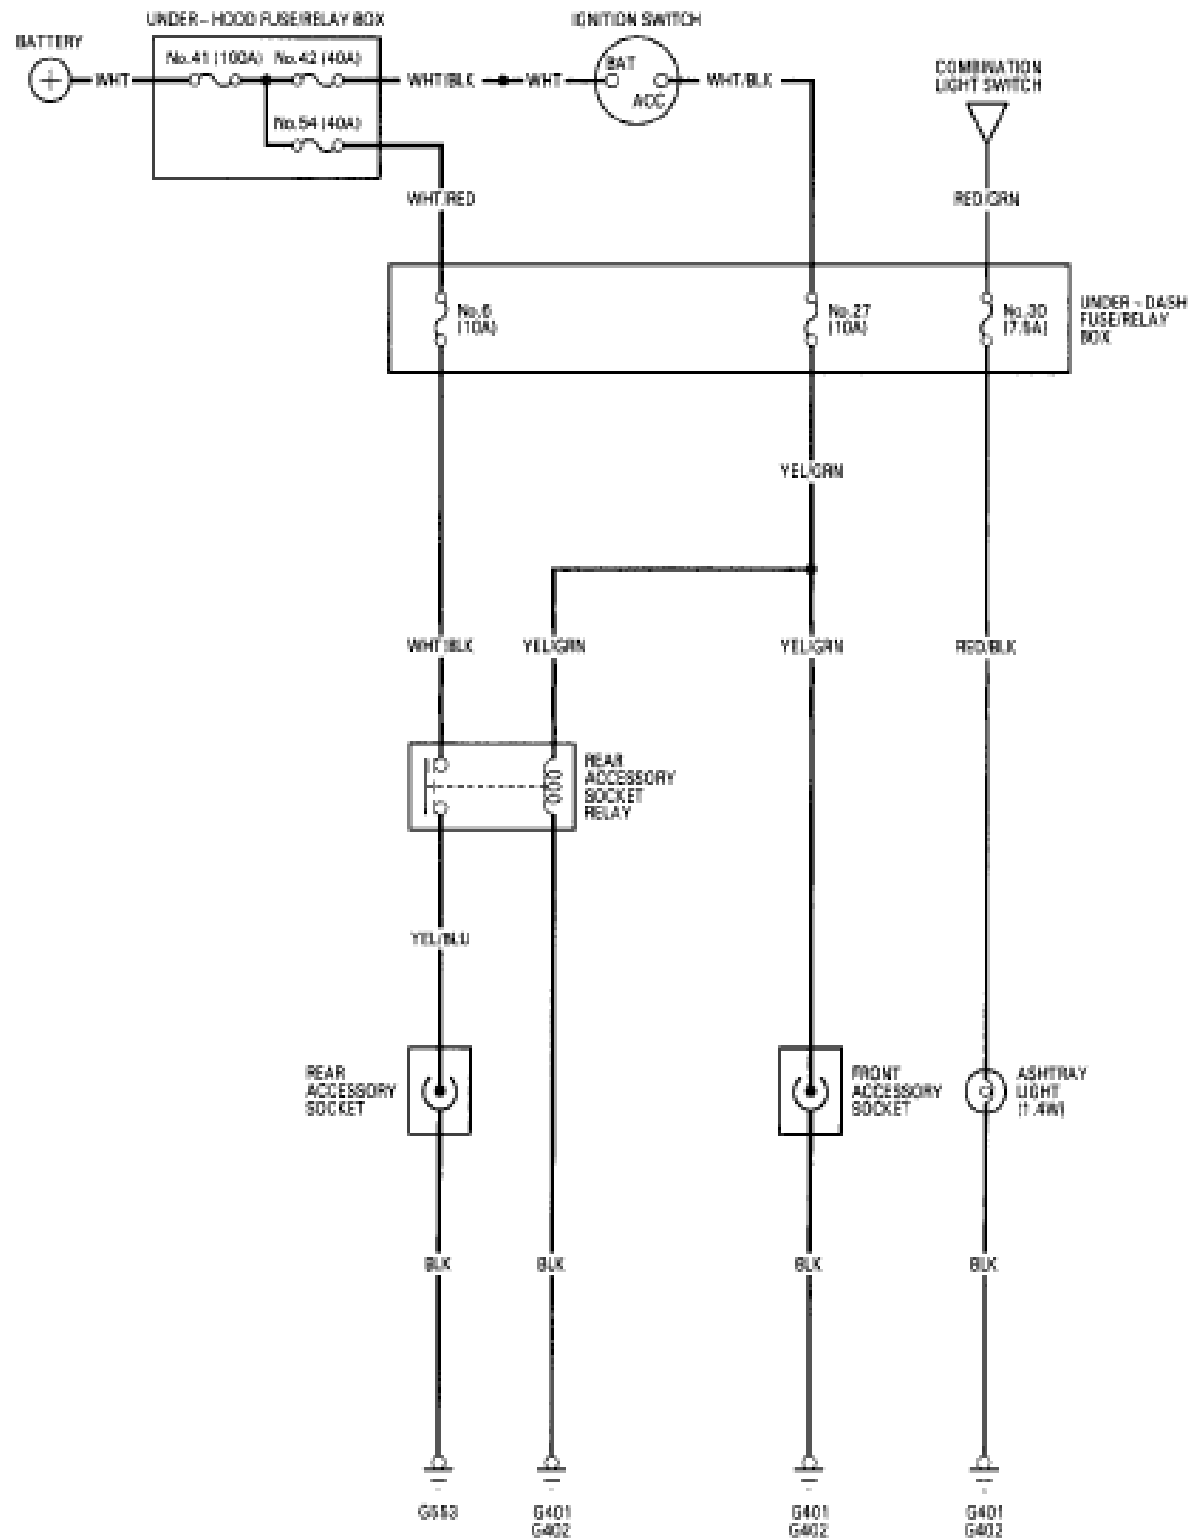 UNDER-HOOD FUSE/RELAY BOX
IGNITION SWITCH
BATTERY
No.41 (100A)
No.42 (40A)
WHT
WHT/BLK
WHT
BAT
ACC
WHT/BLK
COMBINATION
LIGHT SWITCH
No.54 (40A)
WHT/RED
RED/GRN
No.6
(10A)
No.27
(10A)
No.30
(7.5A)
UNDER-DASH
FUSE/RELAY
BOX
YEL/GRN
WHT/BLK
YEL/GRN
YEL/GRN
RED/BLK
REAR
ACCESSORY
SOCKET
RELAY
YEL/BLU
REAR
ACCESSORY
SOCKET
FRONT
ACCESSORY
SOCKET
ASHTRAY
LIGHT
(1.4W)
BLK
BLK
BLK
BLK
G553
G401
G402
G401
G402
G401
G402